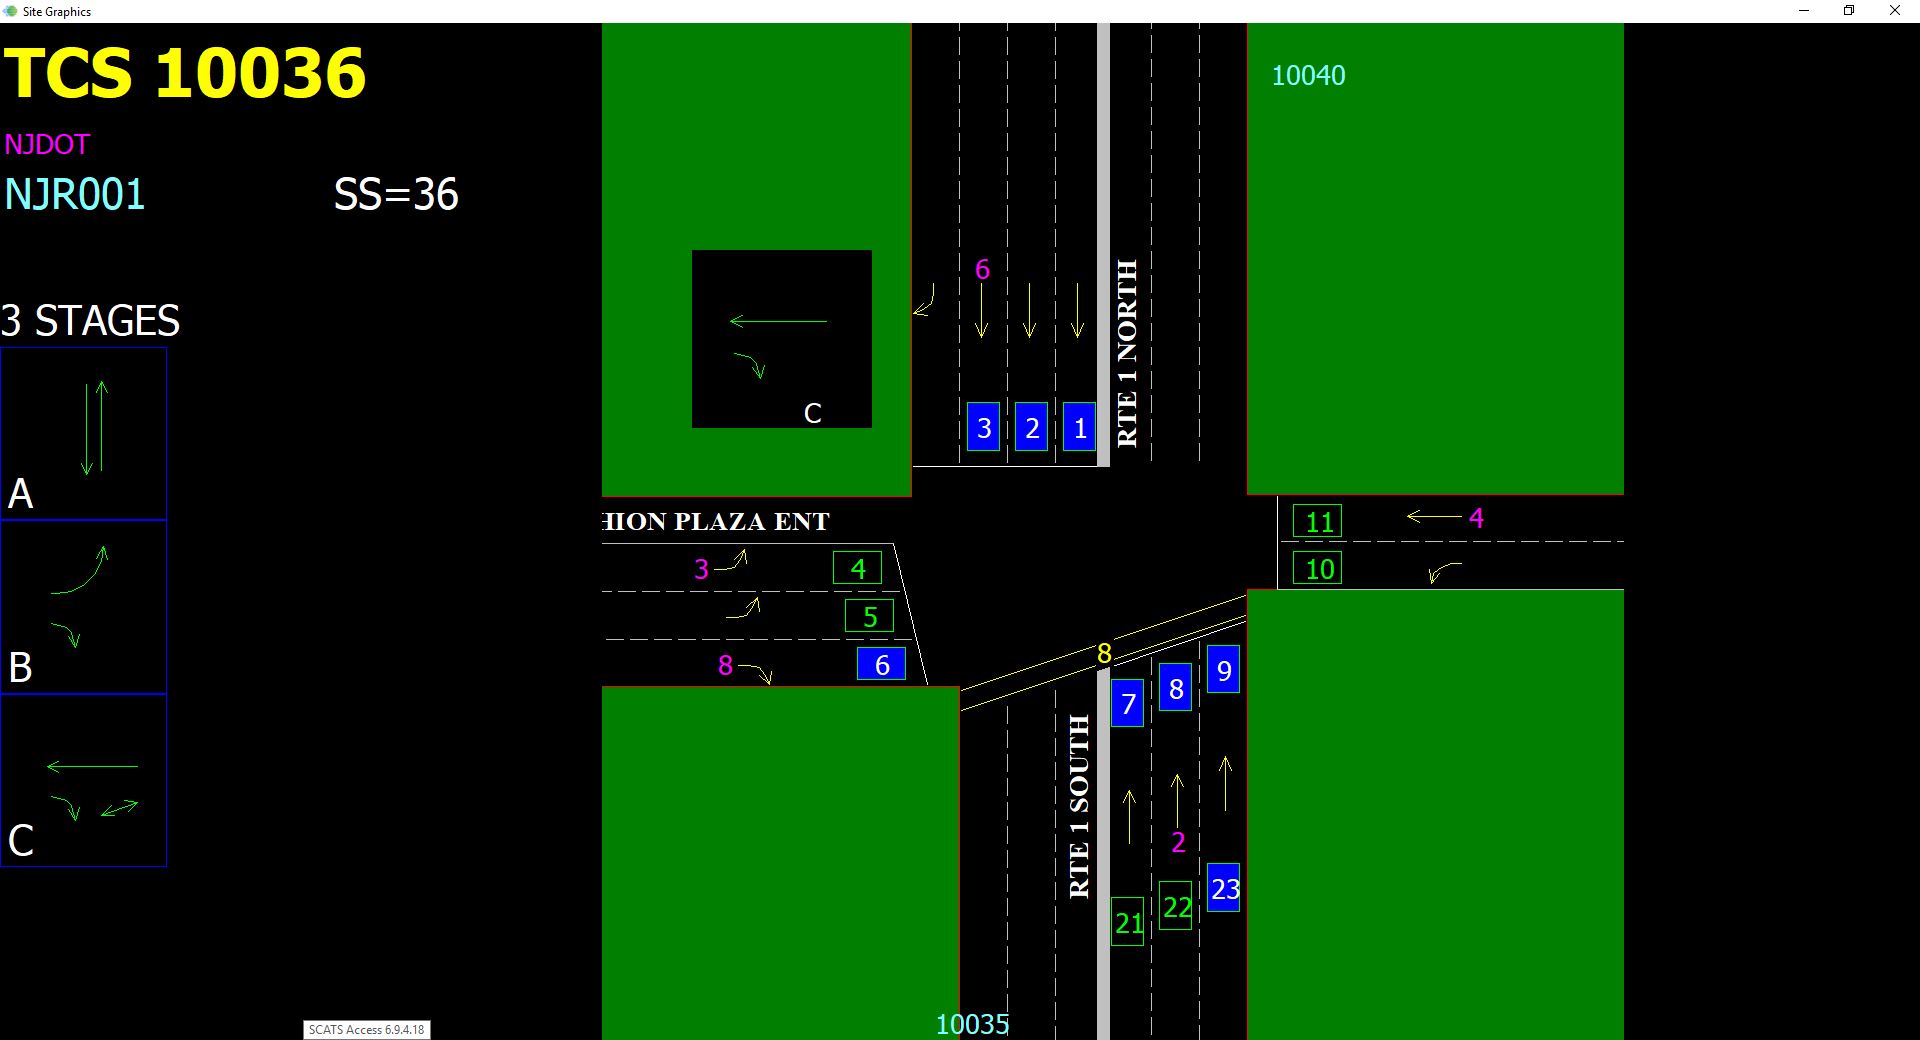 Site Graphics
TCS 10036
NJDOT
NJR001 SS=36
3 STAGES
A
B
C
C
10040
6
3 2 1
RTE 1 NORTH
HION PLAZA ENT
11 4
10
3 4
5
8 6
8
7 8 9
RTE 1 SOUTH
2
21 22 23
10035
SCATS Access 6.9.4.18